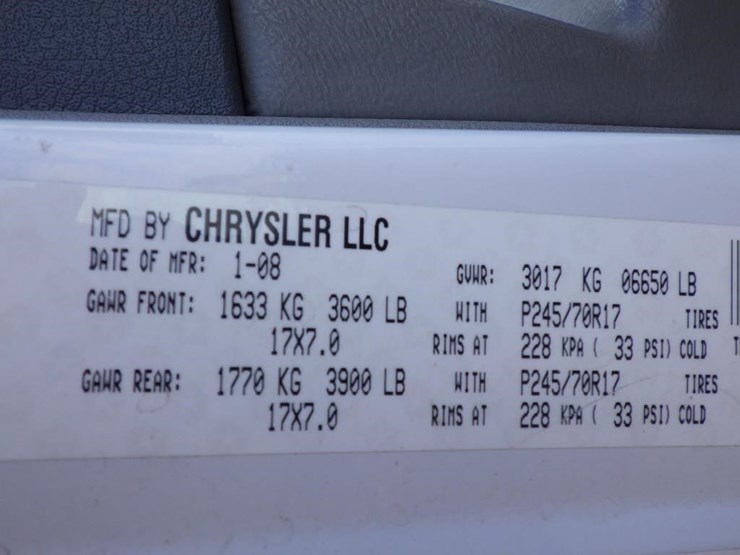 MFD BY CHRYSLER LLC
DATE OF MFR: 1-08 GVWR: 3017 KG 06650 LB
GAWR FRONT: 1633 KG 3600 LB WITH P245/70R17 TIRES
17X7.0 RIMS AT 228 KPA ( 33 PSI) COLD
GAWR REAR: 1770 KG 3900 LB WITH P245/70R17 TIRES
17X7.0 RIMS AT 228 KPA ( 33 PSI) COLD